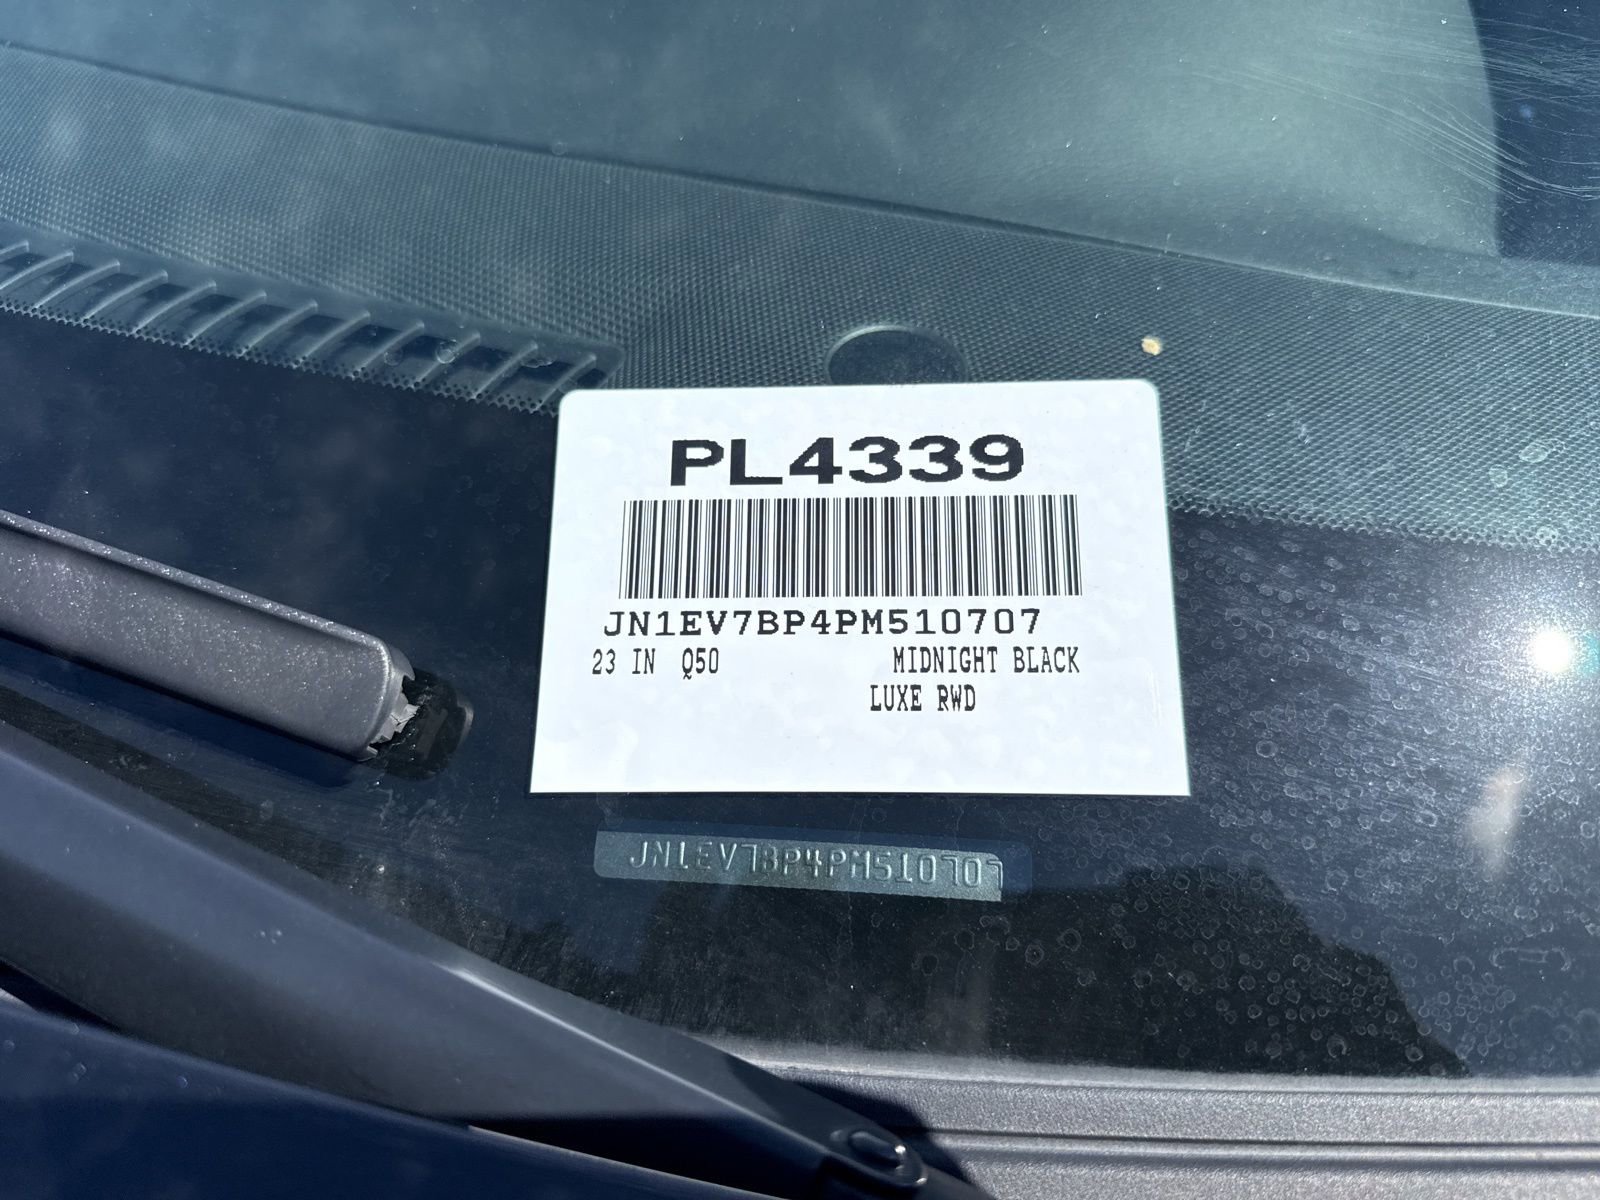 PL4339
JN1EV7BP4PM510707
23 IN Q50 MIDNIGHT BLACK
LUXE RWD
JN1EV7BP4PM510707